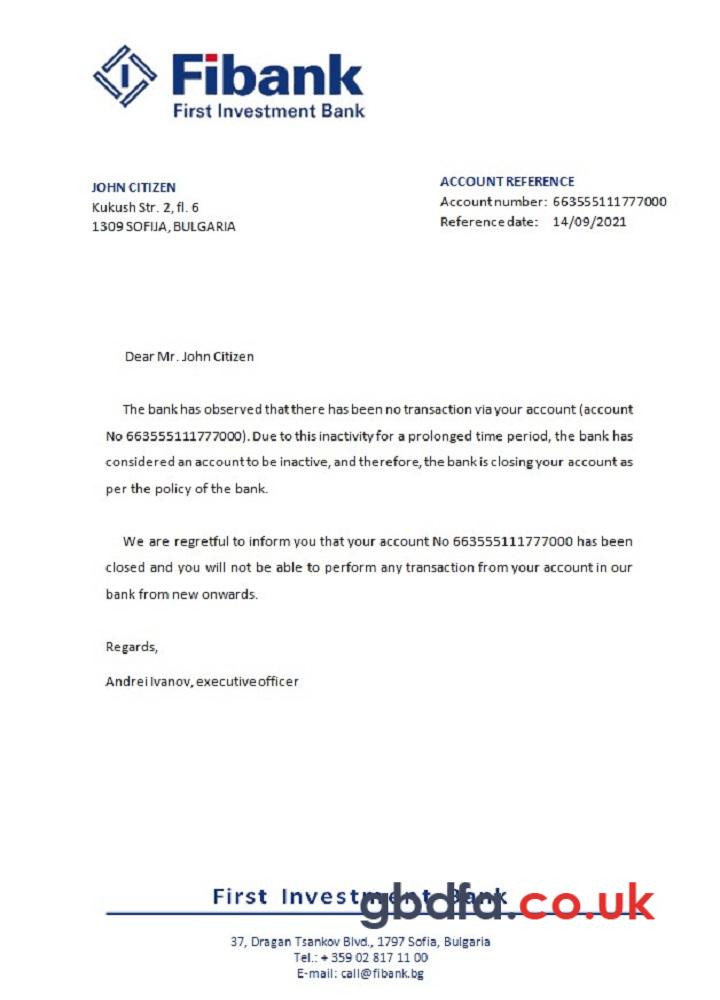 Fibank
First Investment Bank
JOHN CITIZEN
Kukush Str. 2, fl. 6
1309 SOFIJA, BULGARIA
ACCOUNT REFERENCE
Account number: 663555111777000
Reference date: 14/09/2021
Dear Mr. John Citizen
The bank has observed that there has been no transaction via your account (account
No 663555111777000). Due to this inactivity for a prolonged time period, the bank has
considered an account to be inactive, and therefore, the bank is closing your account as
per the policy of the bank.
We are regretful to inform you that your account No 663555111777000 has been
closed and you will not be able to perform any transaction from your account in our
bank from new onwards.
Regards,
Andrei Ivanov, executive officer
First Investment Bank
gbdfa.co.uk
37, Dragan Tsankov Blvd., 1797 Sofia, Bulgaria
Tel.: + 359 02 817 11 00
E-mail: call@fibank.bg